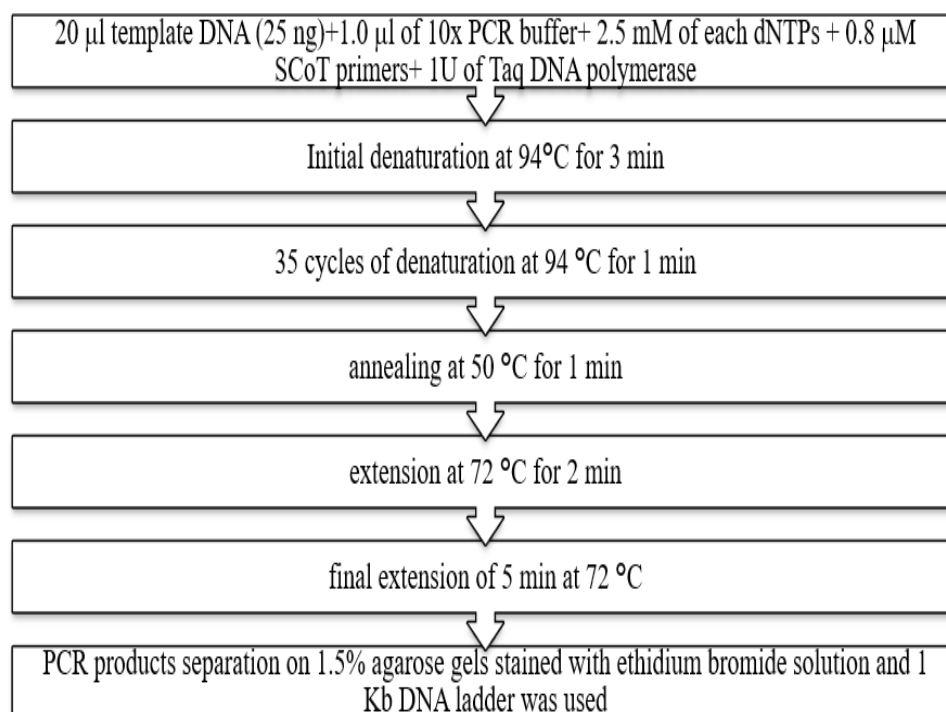 20 µl template DNA (25 ng)+1.0 µl of 10x PCR buffer+ 2.5 mM of each dNTPs + 0.8 µM
SCoT primers+ 1U of Taq DNA polymerase
Initial denaturation at 94°C for 3 min
35 cycles of denaturation at 94 °C for 1 min
annealing at 50 °C for 1 min
extension at 72 °C for 2 min
final extension of 5 min at 72 °C
PCR products separation on 1.5% agarose gels stained with ethidium bromide solution and 1
Kb DNA ladder was used